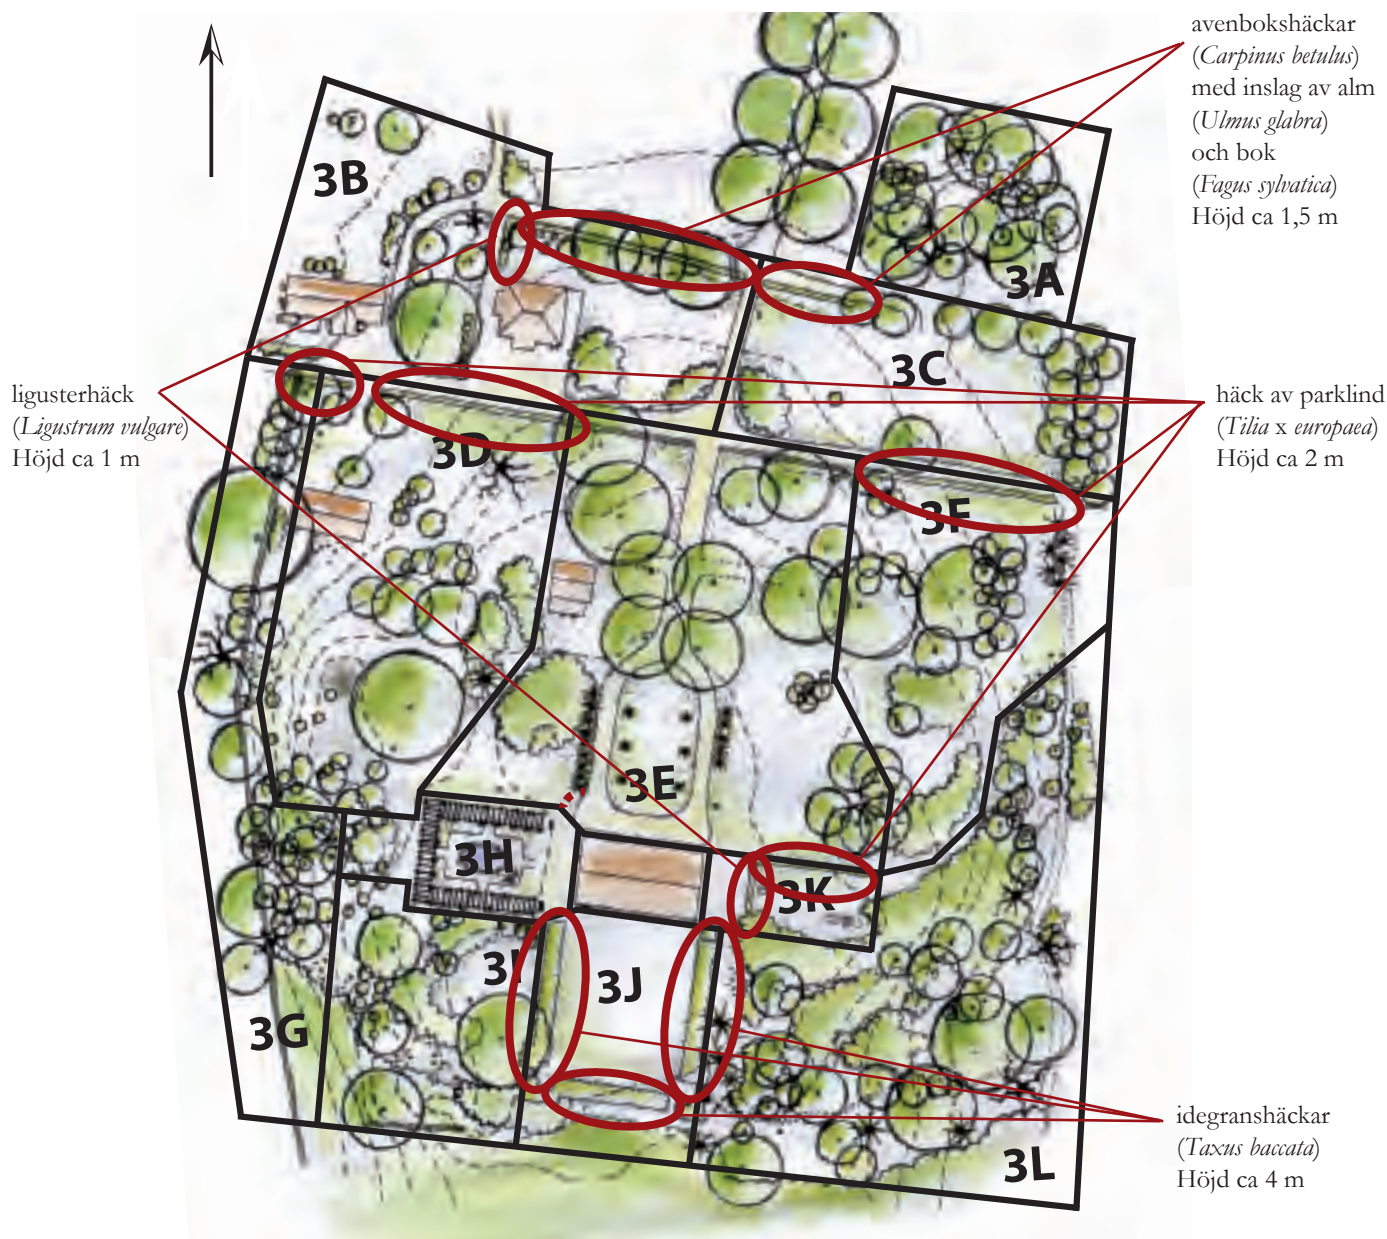 avenbokshäckar
(Carpinus betulus)
med inslag av alm
(Ulmus glabra)
och bok
(Fagus sylvatica)
Höjd ca 1,5 m
3B
3A
3C
ligusterhäck
(Ligustrum vulgare)
Höjd ca 1 m
häck av parklind
(Tilia x europaea)
Höjd ca 2 m
3D
3F
3E
3H
3K
3I
3J
3G
idegranshäckar
(Taxus baccata)
Höjd ca 4 m
3L